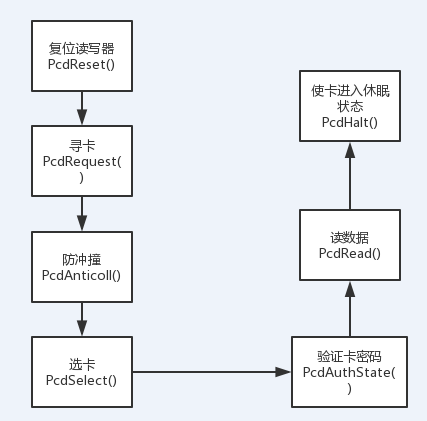 复位读写器
PcdReset()
寻卡
PcdRequest(
)
防冲撞
PcdAnticoll()
选卡
PcdSelect()
验证卡密码
PcdAuthState(
)
读数据
PcdRead()
使卡进入休眠
状态
PcdHalt()